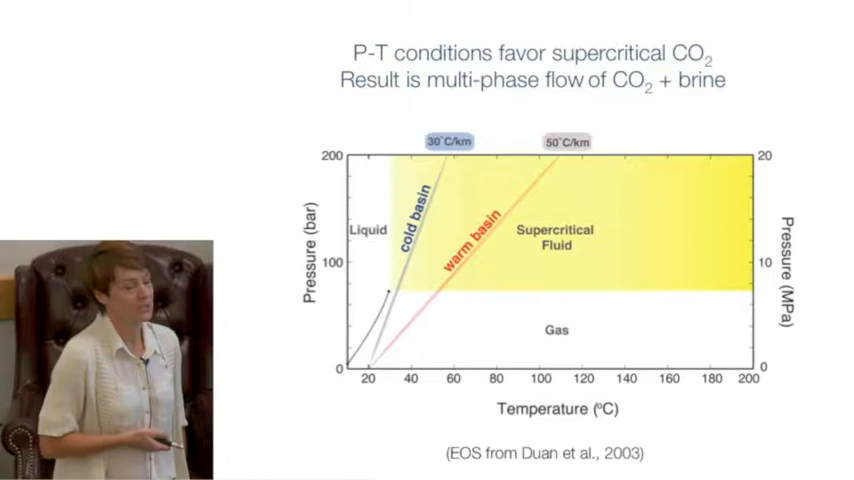 P-T conditions favor supercritical CO₂
Result is multi-phase flow of CO₂ + brine
30˚C/km
50˚C/km
200
100
0
Pressure (bar)
Liquid
cold basin
warm basin
Supercritical
Fluid
Gas
20
10
0
Pressure (MPa)
20 40 60 80 100 120 140 160 180 200
Temperature (ºC)
(EOS from Duan et al., 2003)